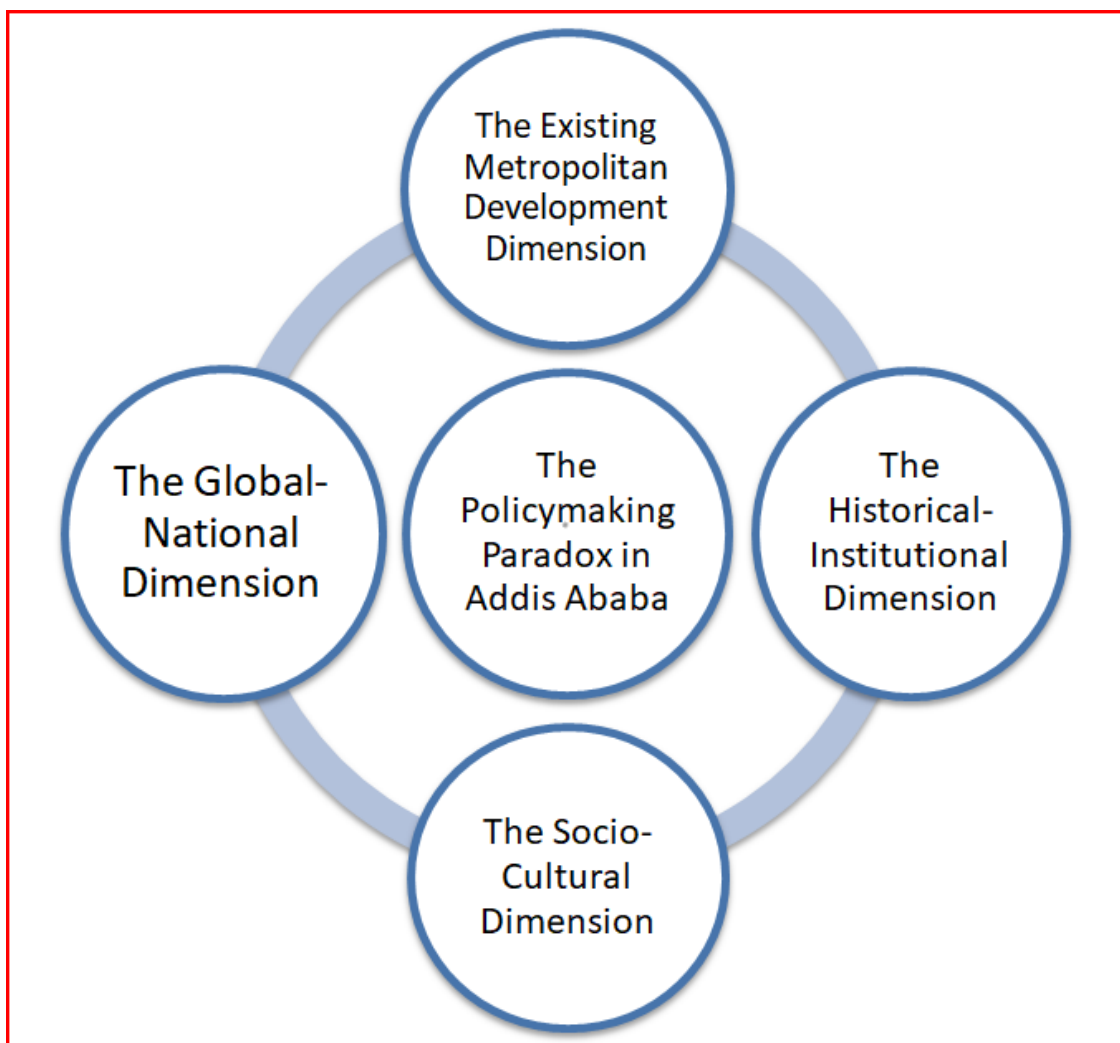 The Existing
Metropolitan
Development
Dimension
The Global-
National
Dimension
The
Policymaking
Paradox in
Addis Ababa
The
Historical-
Institutional
Dimension
The Socio-
Cultural
Dimension